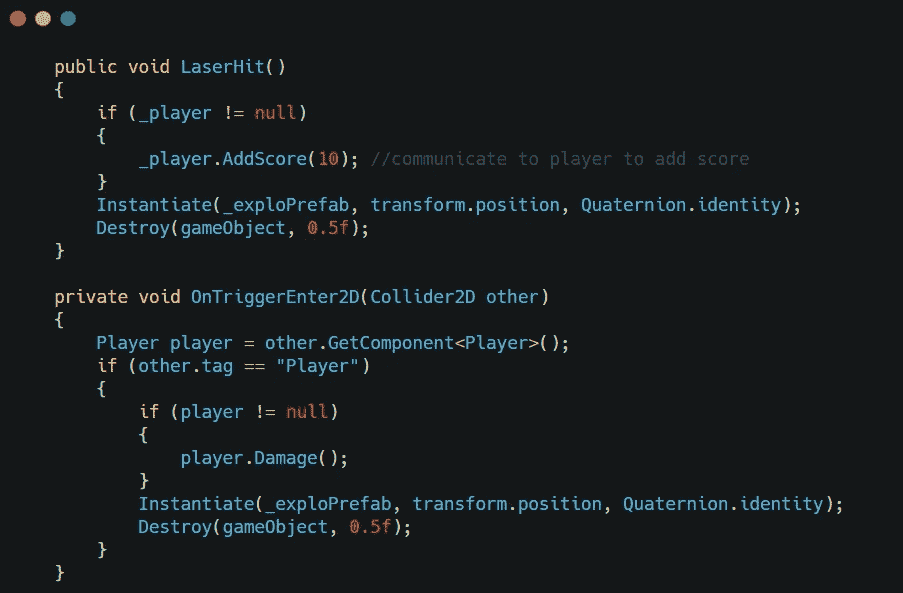 public void LaserHit()
{
    if (_player != null)
    {
        _player.AddScore(10); //communicate to player to add score
    }
    Instantiate(_exploPrefab, transform.position, Quaternion.identity);
    Destroy(gameObject, 0.5f);
}

private void OnTriggerEnter2D(Collider2D other)
{
    Player player = other.GetComponent<Player>();
    if (other.tag == "Player")
    {
        if (player != null)
        {
            player.Damage();
        }
        Instantiate(_exploPrefab, transform.position, Quaternion.identity);
        Destroy(gameObject, 0.5f);
    }
}